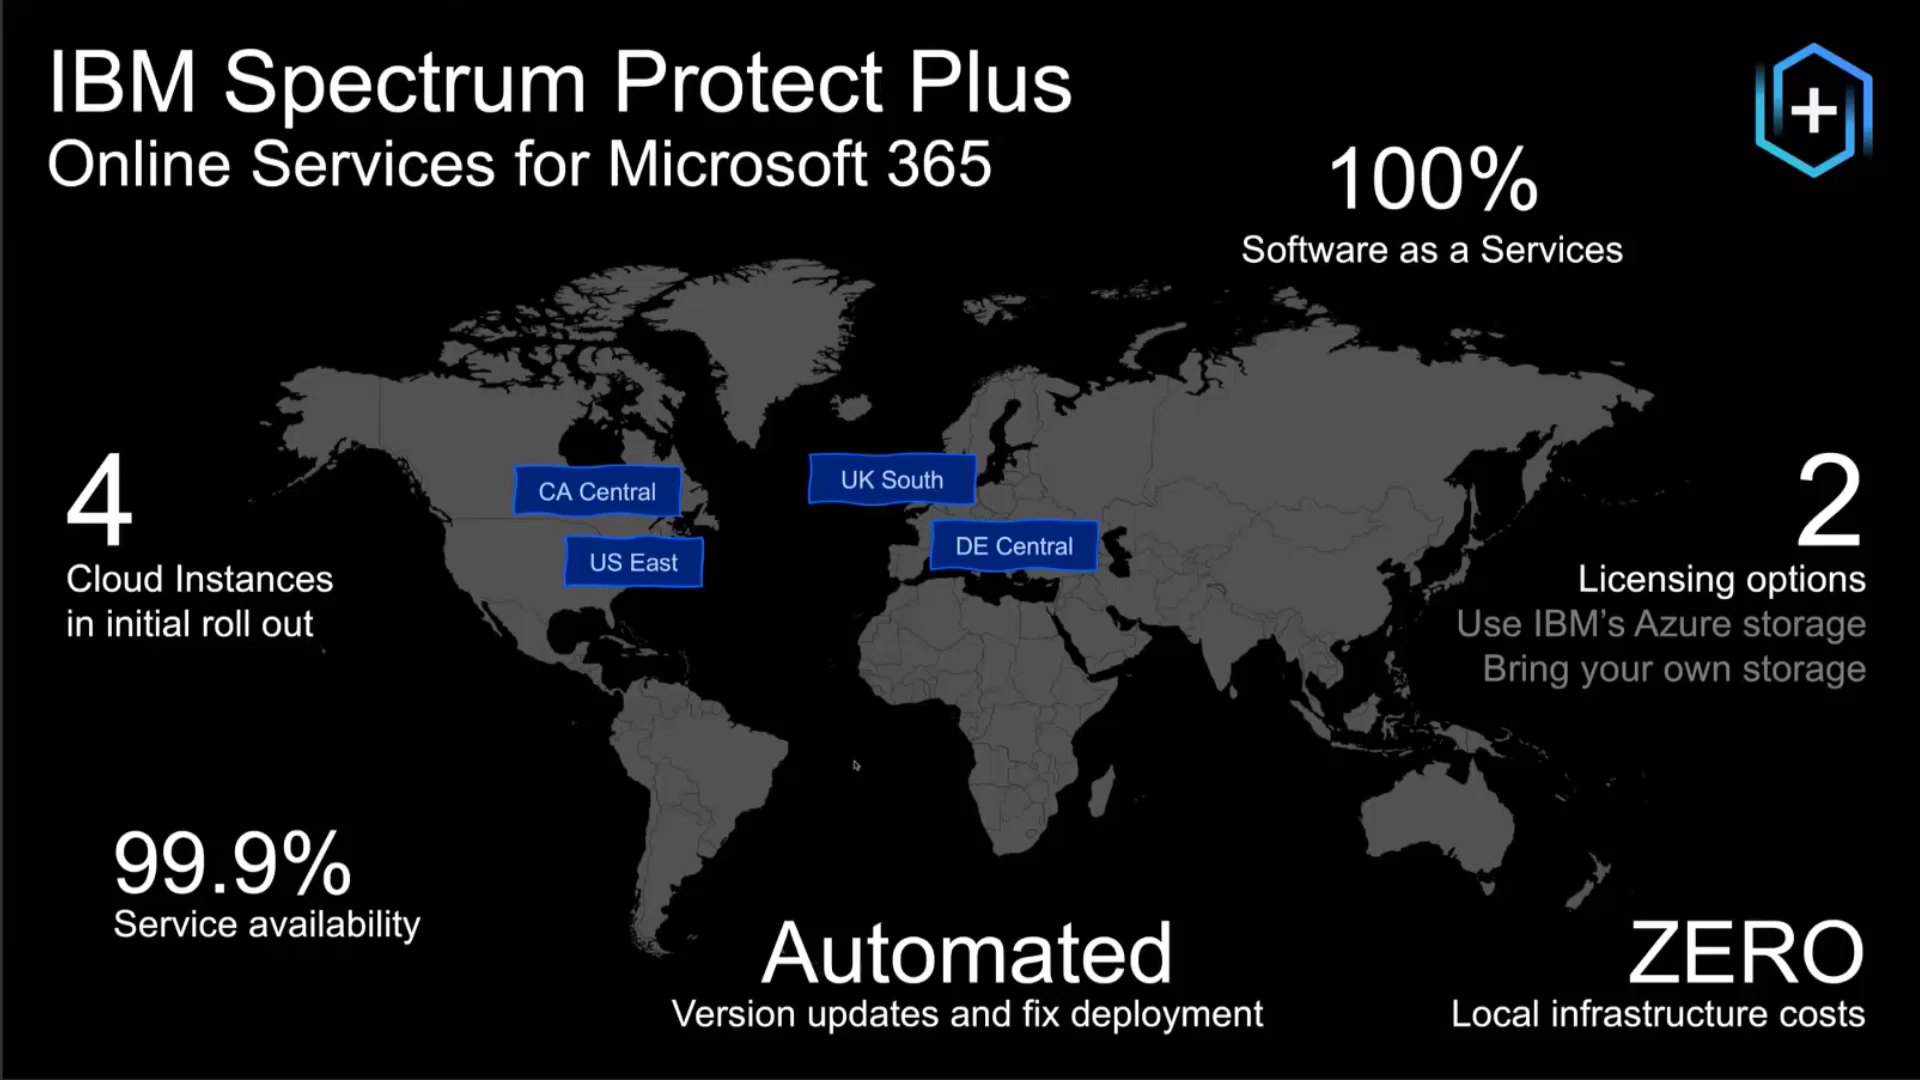 IBM Spectrum Protect Plus
Online Services for Microsoft 365
100%
Software as a Services
CA Central
US East
UK South
DE Central
4
Cloud Instances
in initial roll out
2
Licensing options
Use IBM’s Azure storage
Bring your own storage
99.9%
Service availability
Automated
Version updates and fix deployment
ZERO
Local infrastructure costs